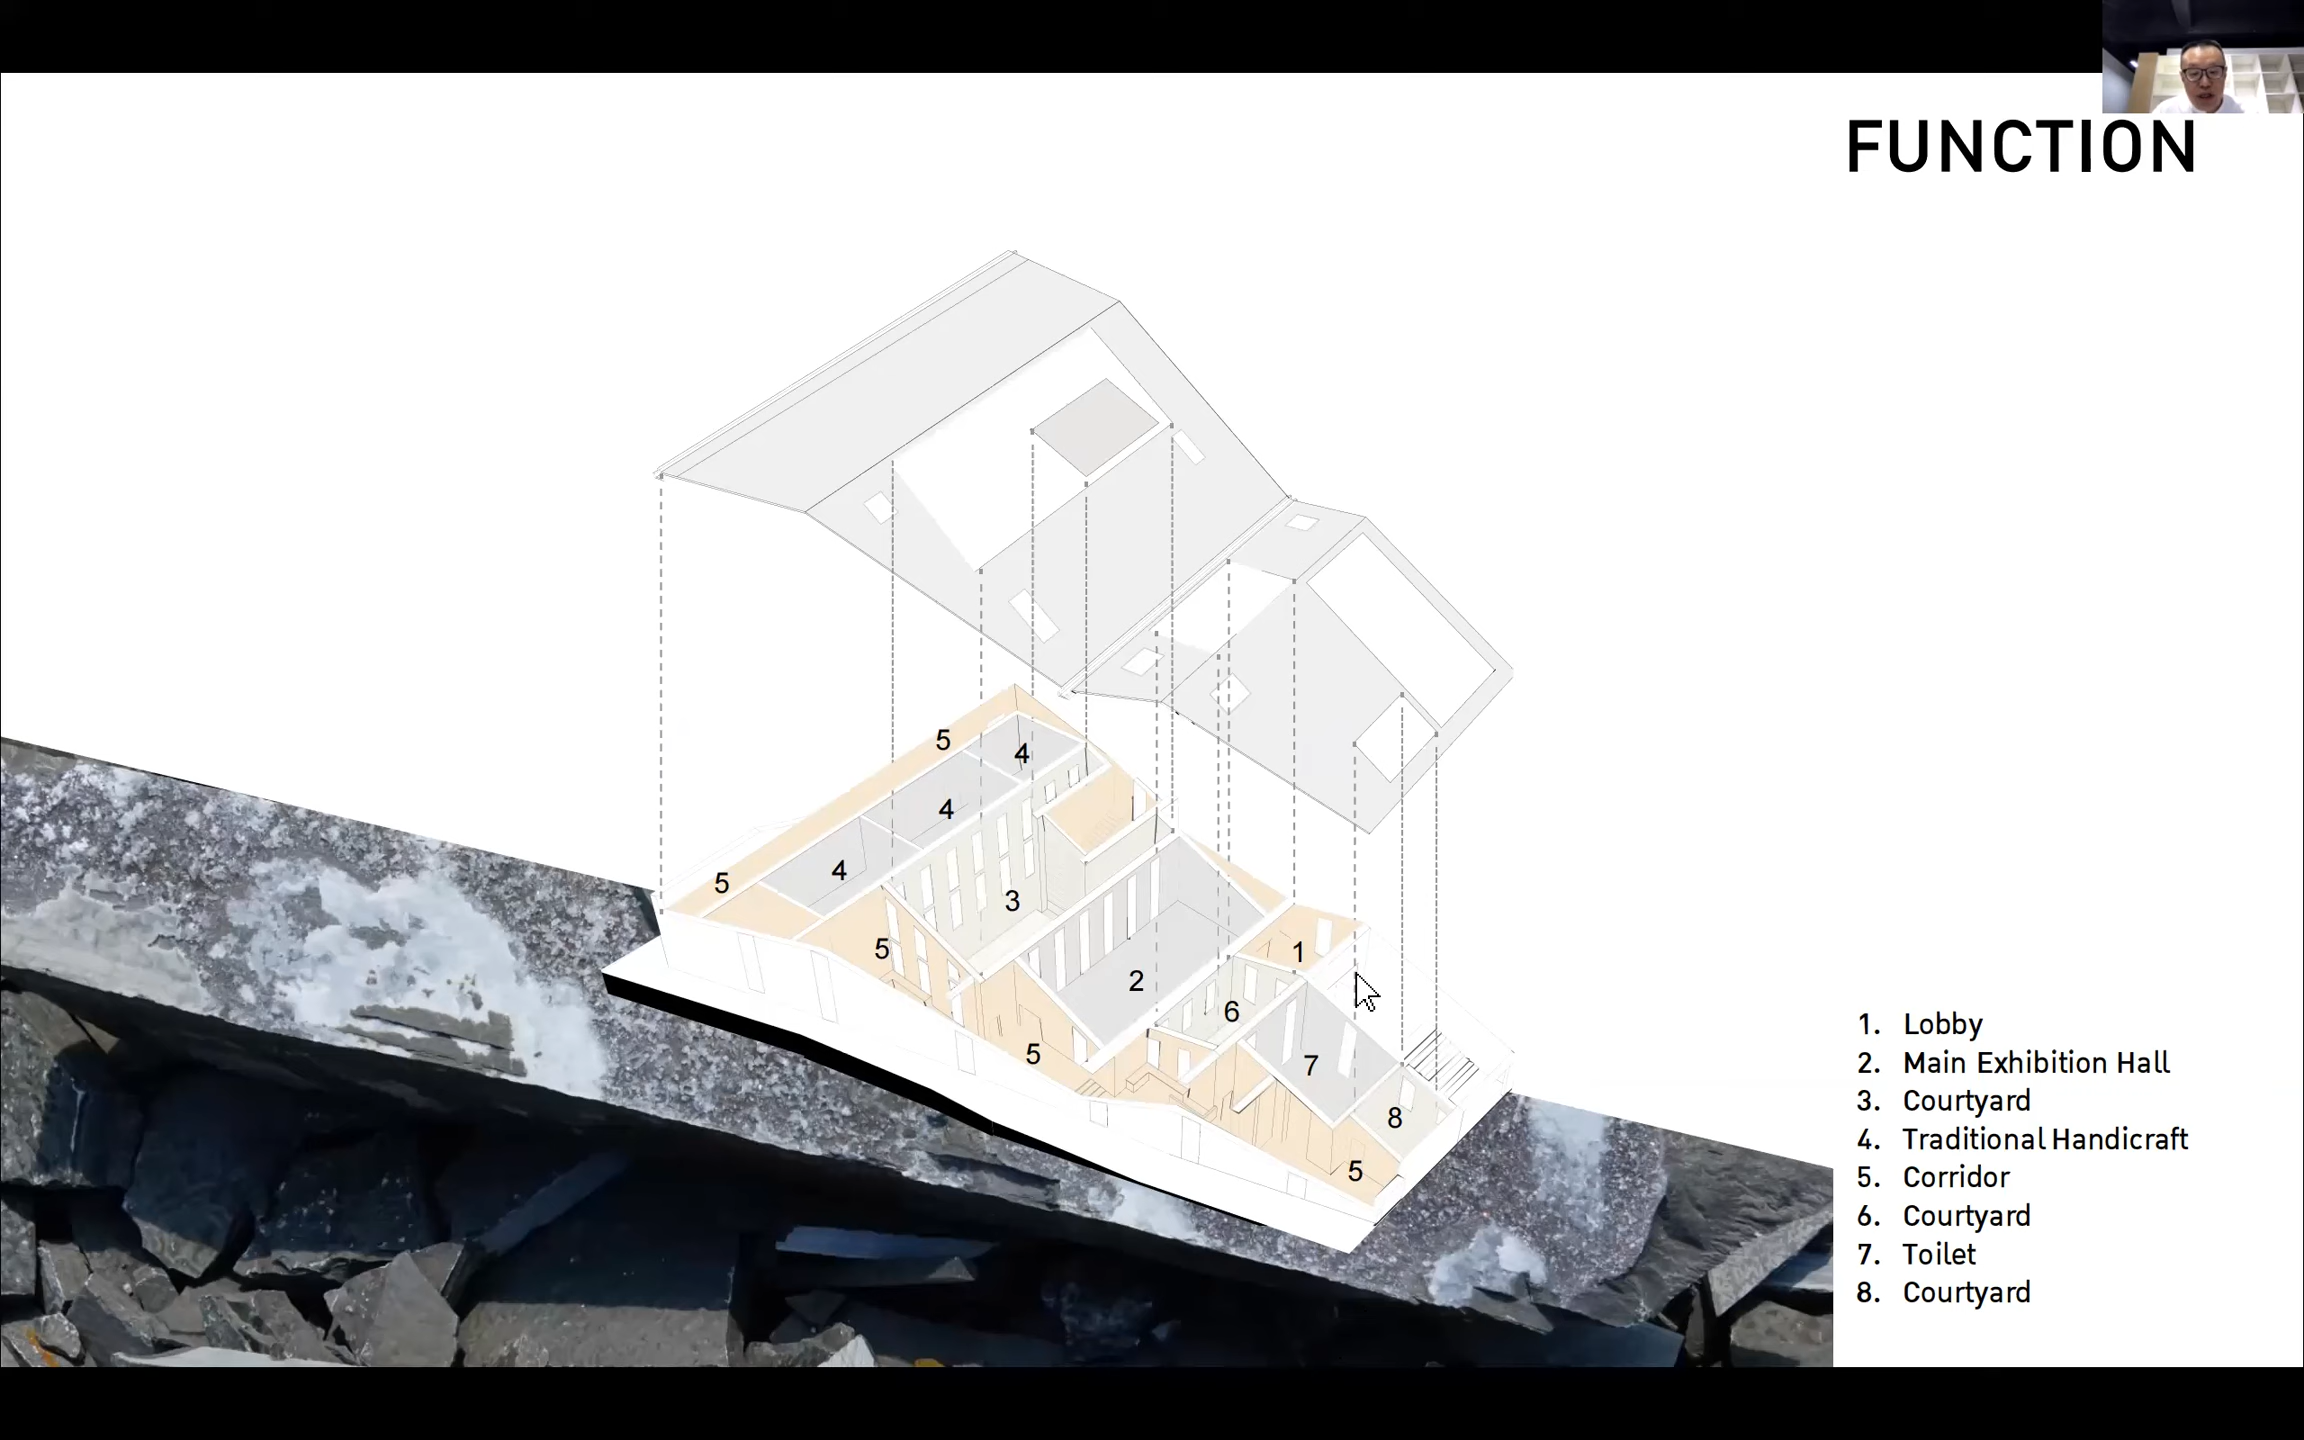 FUNCTION
5
4
4
5
4
3
5
1
2
6
5
7
8
5
1. Lobby
2. Main Exhibition Hall
3. Courtyard
4. Traditional Handicraft
5. Corridor
6. Courtyard
7. Toilet
8. Courtyard